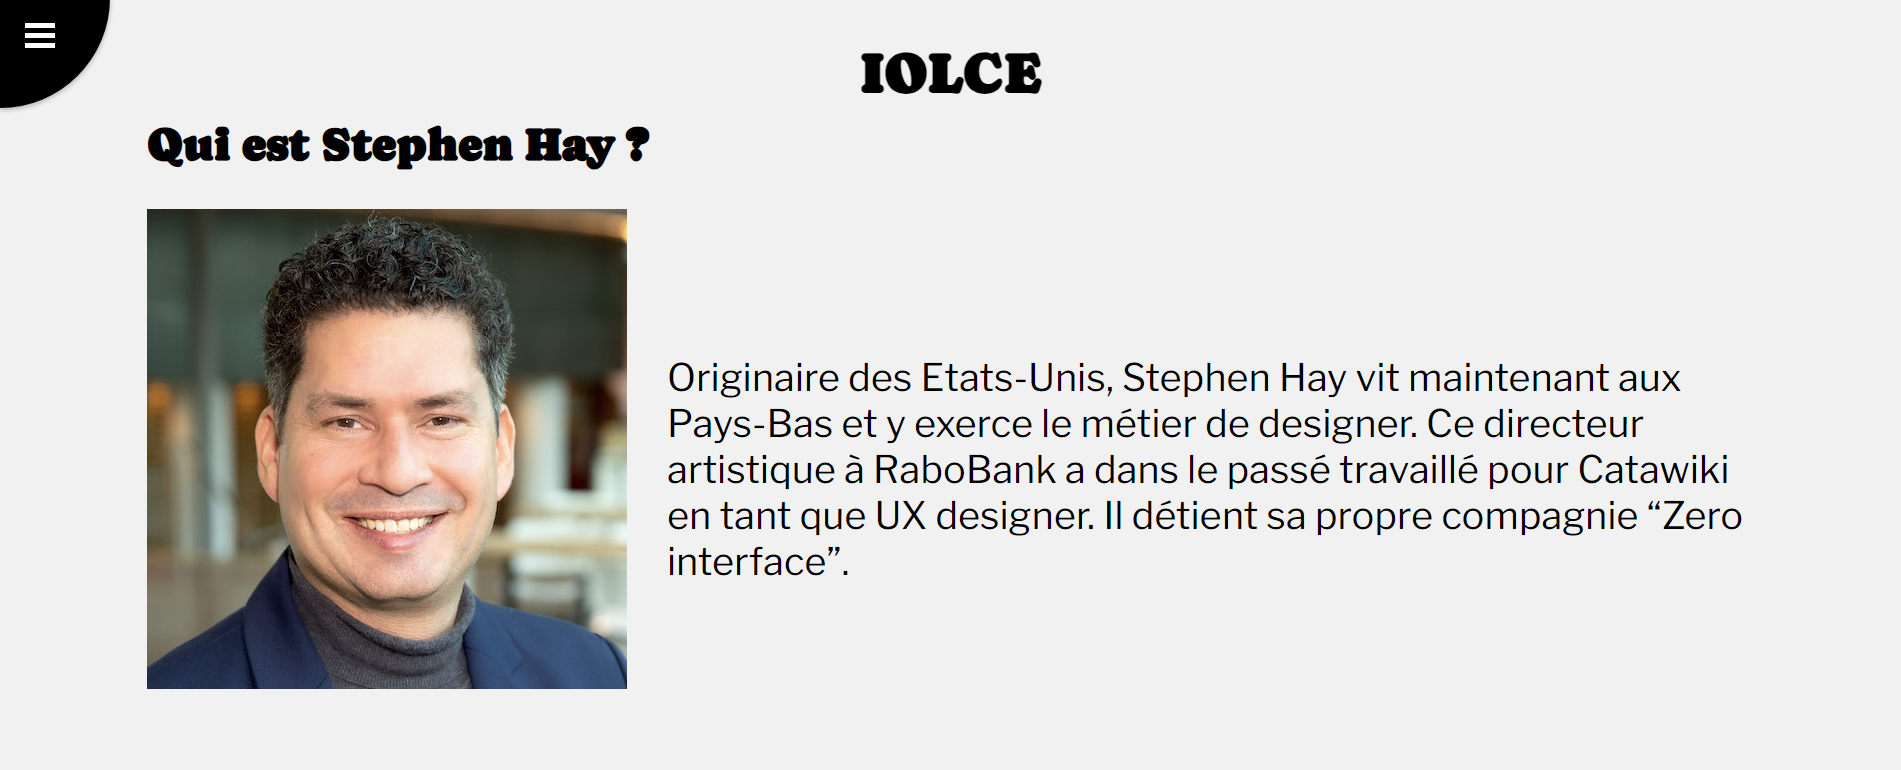 IOLCE
Qui est Stephen Hay ?
Originaire des Etats-Unis, Stephen Hay vit maintenant aux
Pays-Bas et y exerce le métier de designer. Ce directeur
artistique à RaboBank a dans le passé travaillé pour Catawiki
en tant que UX designer. Il détient sa propre compagnie “Zero
interface”.